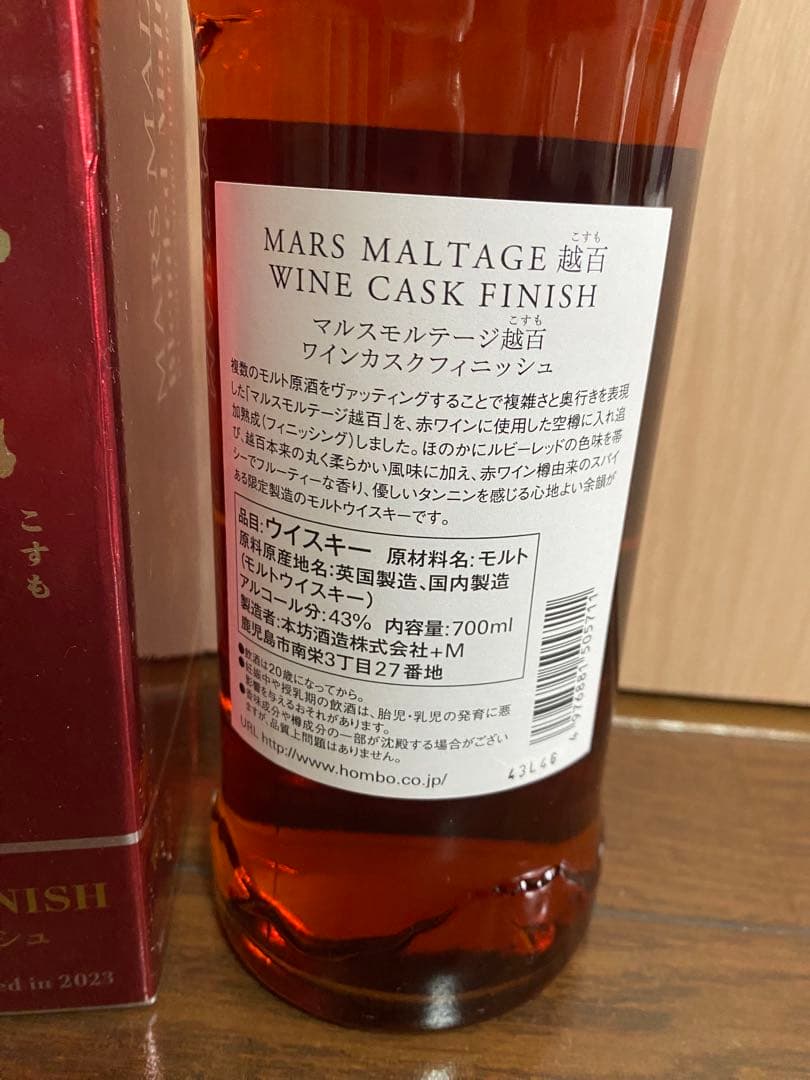 MARS MAL
こすも
NISH
シュ
ed in 2023
こすも
MARS MALTAGE 越百
WINE CASK FINISH
こすも
マルスモルテージ越百
ワインカスクフィニッシュ
複数のモルト原酒をヴァッティングすることで複雑さと奥行きを表現
した「マルスモルテージ越百」を、赤ワインに使用した空樽に入れ追
加熟成(フィニッシング)しました。ほのかにルビーレッドの色味を帯
び、越百本来の丸く柔らかい風味に加え、赤ワイン樽由来のスパイ
シーでフルーティーな香り、優しいタンニンを感じる心地よい余韻が
ある限定製造のモルトウイスキーです。
品目:ウイスキー 原材料名:モルト
原料原産地名:英国製造、国内製造
(モルトウイスキー)
アルコール分:43% 内容量:700ml
製造者:本坊酒造株式会社+M
鹿児島市南栄3丁目27番地
●飲酒は20歳になってから。
●妊娠中や授乳期の飲酒は、胎児・乳児の発育に悪
影響を与えるおそれがあります。
●香味成分や樽成分の一部が沈殿する場合がござい
ますが、品質上問題はありません。
URL http://www.hombo.co.jp/
4 976881 505711
43L46